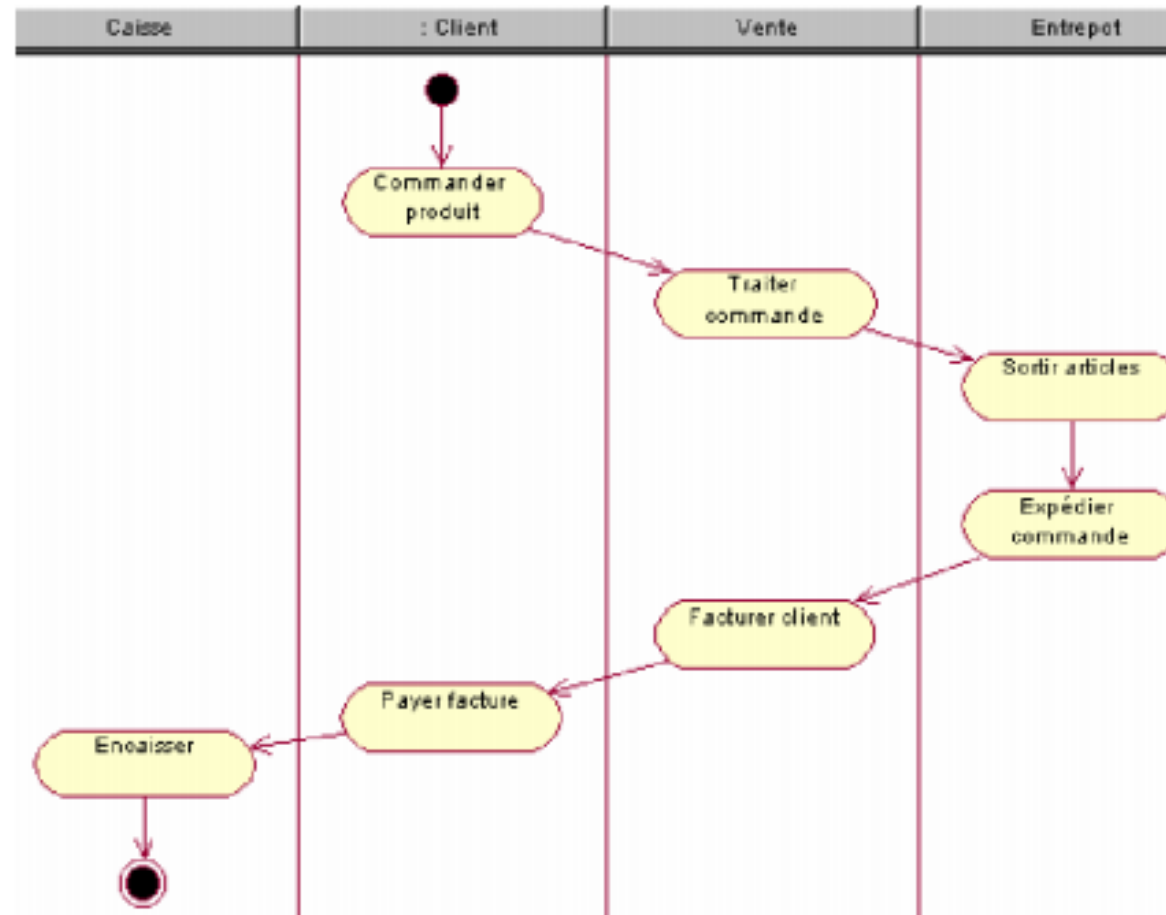 Caisse
: Client
Vente
Entrepot
Commander
produit
Traiter
commande
Sortir articles
Expédier
commande
Facturer client
Payer facture
Encaisser